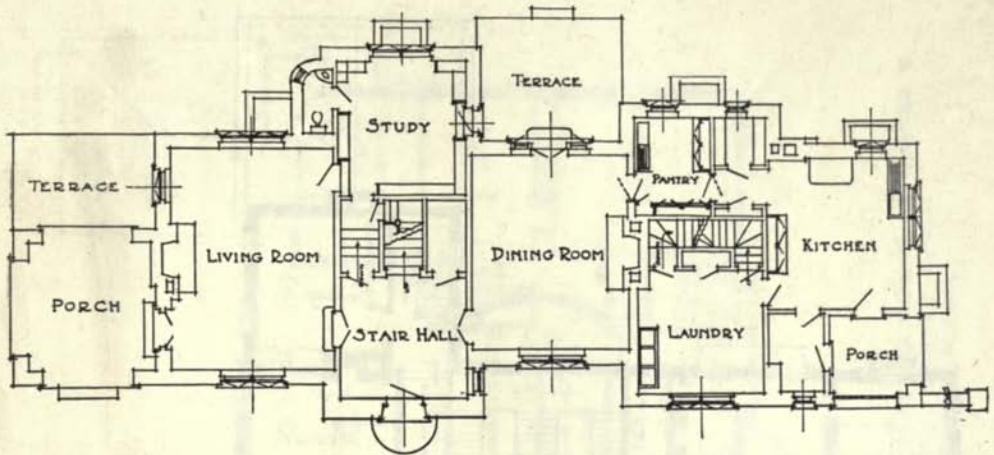 TERRACE
STUDY
TERRACE
PANTRY
LIVING ROOM
DINING ROOM
KITCHEN
PORCH
STAIR HALL
LAUNDRY
PORCH